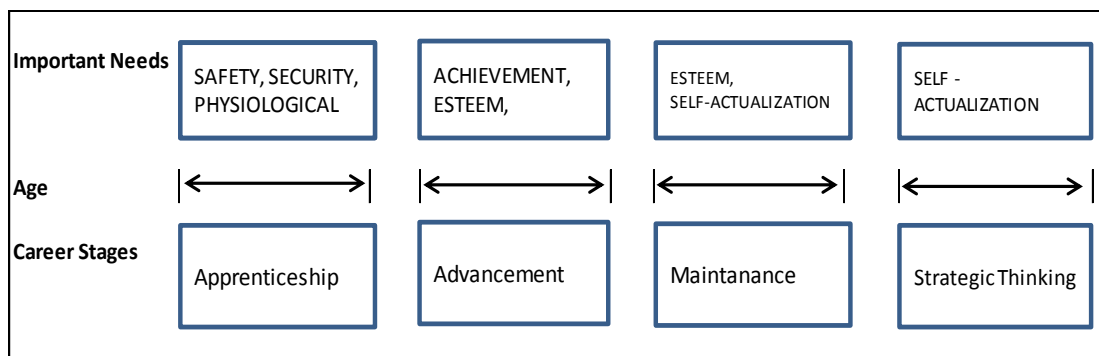 Important Needs
SAFETY, SECURITY,
PHYSIOLOGICAL
ACHIEVEMENT,
ESTEEM,
ESTEEM,
SELF-ACTUALIZATION
SELF -
ACTUALIZATION
Age
Career Stages
Apprenticeship
Advancement
Maintanance
Strategic Thinking